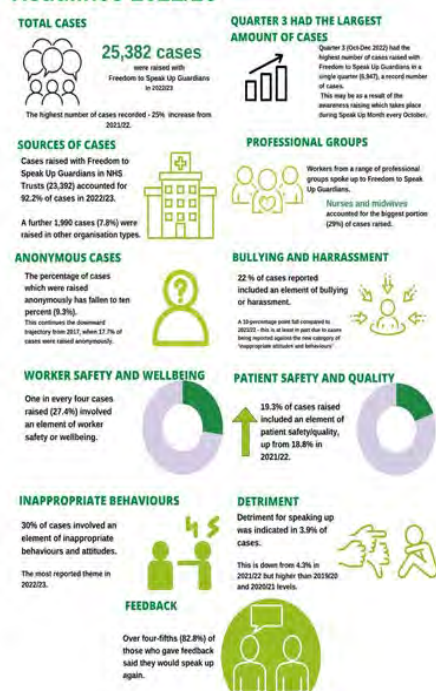 TOTAL CASES
25,382 cases
were raised with
Freedom to Speak Up Guardians
in 2022/23
The highest number of cases recorded - 25% increase from
2021/22.
QUARTER 3 HAD THE LARGEST
AMOUNT OF CASES
Quarter 3 (Oct-Dec 2022) had the
highest number of cases raised with
Freedom to Speak Up Guardians in a
single quarter (6,947), a record number
of cases.
This may be as a result of the
awareness raising which takes place
during Speak Up Month every October.
SOURCES OF CASES
Cases raised with Freedom to
Speak Up Guardians in NHS
Trusts (23,392) accounted for
92.2% of cases in 2022/23.
A further 1,990 cases (7.8%) were
raised in other organisation types.
PROFESSIONAL GROUPS
Workers from a range of professional
groups spoke up to Freedom to Speak
Up Guardians.
Nurses and midwives
accounted for the biggest portion
(29%) of cases raised.
ANONYMOUS CASES
The percentage of cases
which were raised
anonymously has fallen to ten
percent (9.3%).
This continues the downward
trajectory from 2017, when 17.7% of
cases were raised anonymously.
BULLYING AND HARRASSMENT
22 % of cases reported
included an element of bullying
or harassment.
A 10-percentage point fall compared to
2021/22 - this is at least in part due to cases
being reported against the new category of
'inappropriate attitudes and behaviours'
WORKER SAFETY AND WELLBEING
One in every four cases
raised (27.4%) involved
an element of worker
safety or wellbeing.
PATIENT SAFETY AND QUALITY
19.3% of cases raised
included an element of
patient safety/quality,
up from 18.8% in
2021/22.
INAPPROPRIATE BEHAVIOURS
30% of cases involved an
element of inappropriate
behaviours and attitudes.
The most reported theme in
2022/23.
DETRIMENT
Detriment for speaking up
was indicated in 3.9% of
cases.
This is down from 4.3% in
2021/22 but higher than 2019/20
and 2020/21 levels.
FEEDBACK
Over four-fifths (82.8%) of
those who gave feedback
said they would speak up
again.